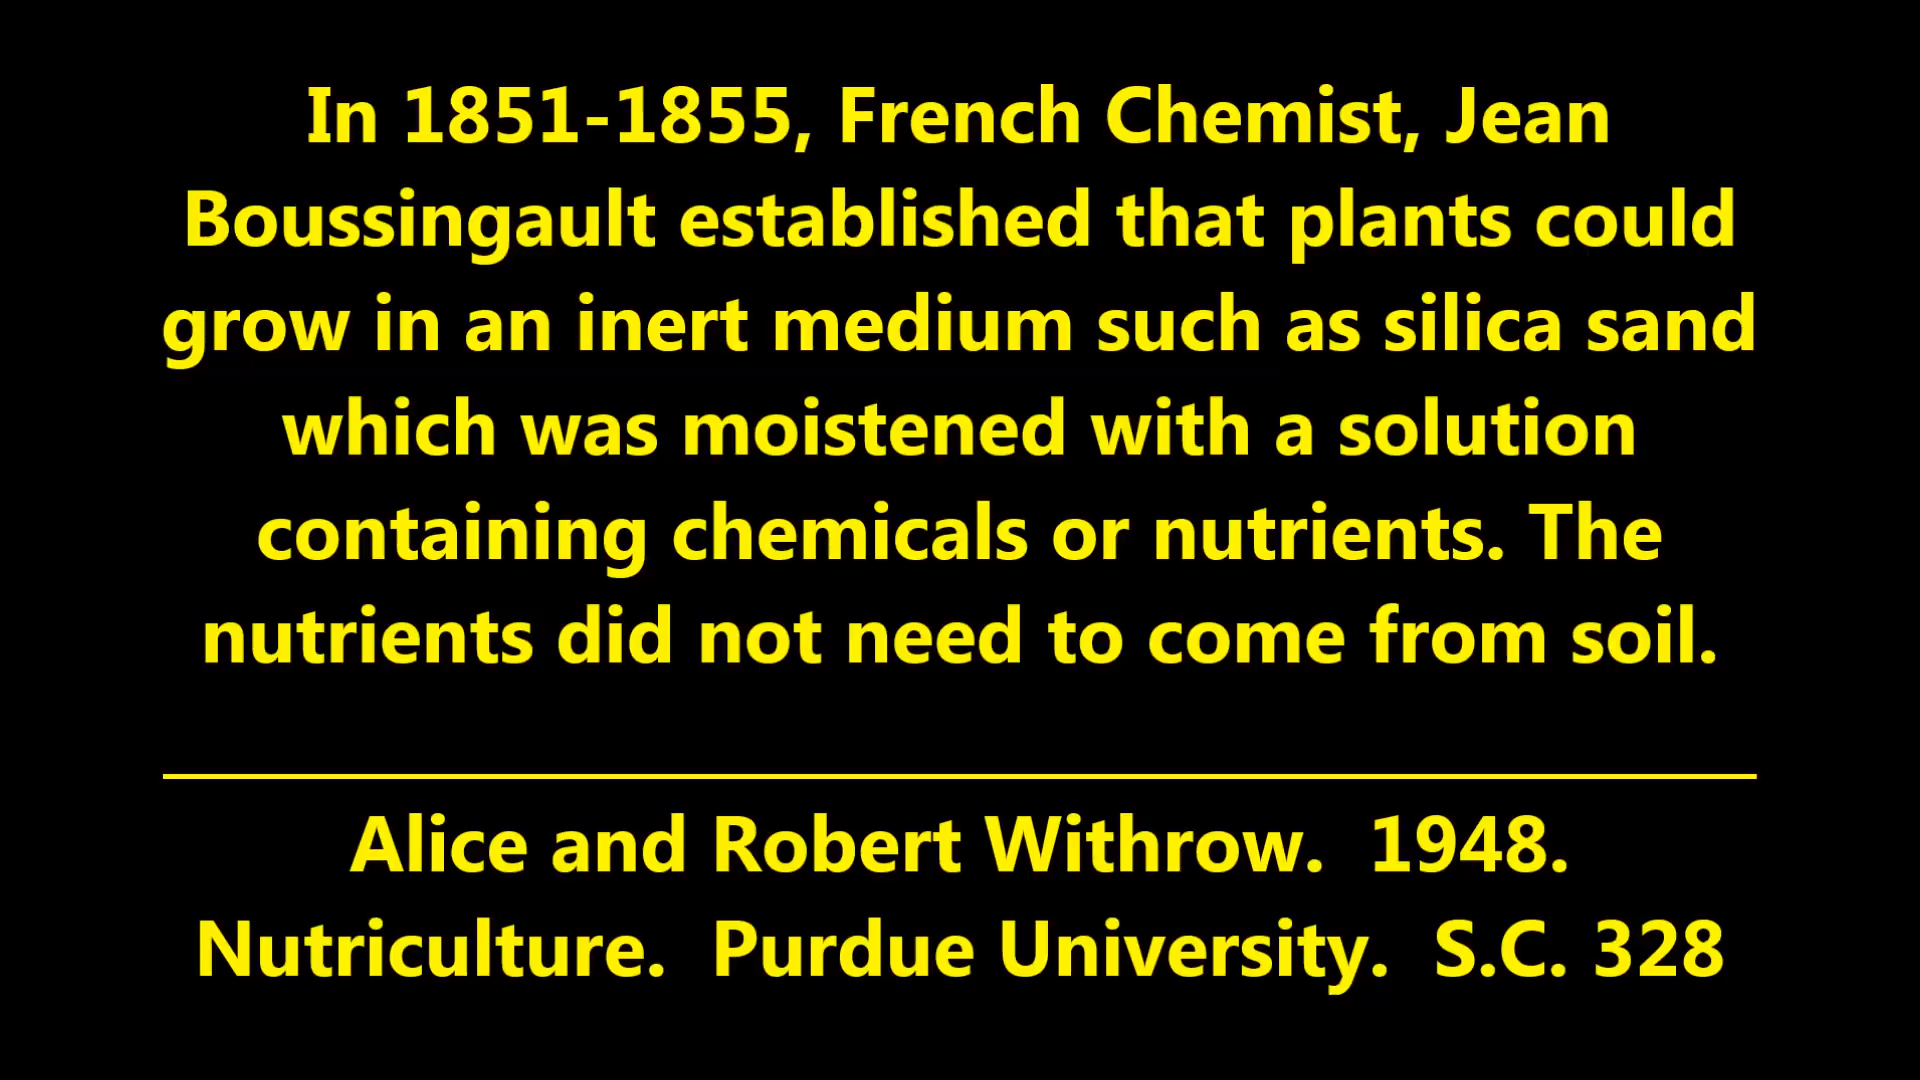 In 1851-1855, French Chemist, Jean
Boussingault established that plants could
grow in an inert medium such as silica sand
which was moistened with a solution
containing chemicals or nutrients. The
nutrients did not need to come from soil.
Alice and Robert Withrow.  1948.
Nutriculture.  Purdue University.  S.C. 328